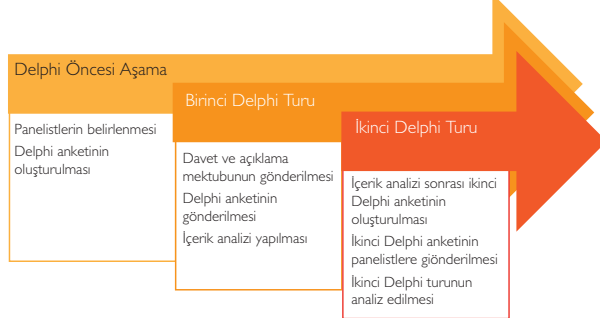 Delphi Öncesi Aşama
Panelistlerin belirlenmesi
Delphi anketinin
oluşturulması
Birinci Delphi Turu
Davet ve açıklama
mektubunun gönderilmesi
Delphi anketinin
gönderilmesi
İçerik analizi yapılması
İkinci Delphi Turu
İçerik analizi sonrası ikinci
Delphi anketinin
oluşturulması
İkinci Delphi anketinin
panelistlere giönderilmesi
İkinci Delphi turunun
analiz edilmesi